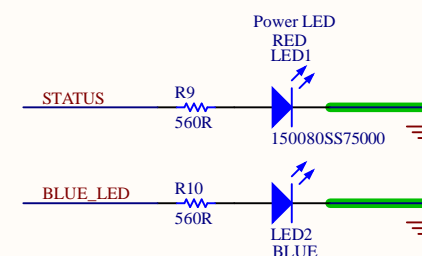 Power LED
RED
LED1
STATUS
R9
560R
150080SS75000
BLUE_LED
R10
560R
LED2
BLUE